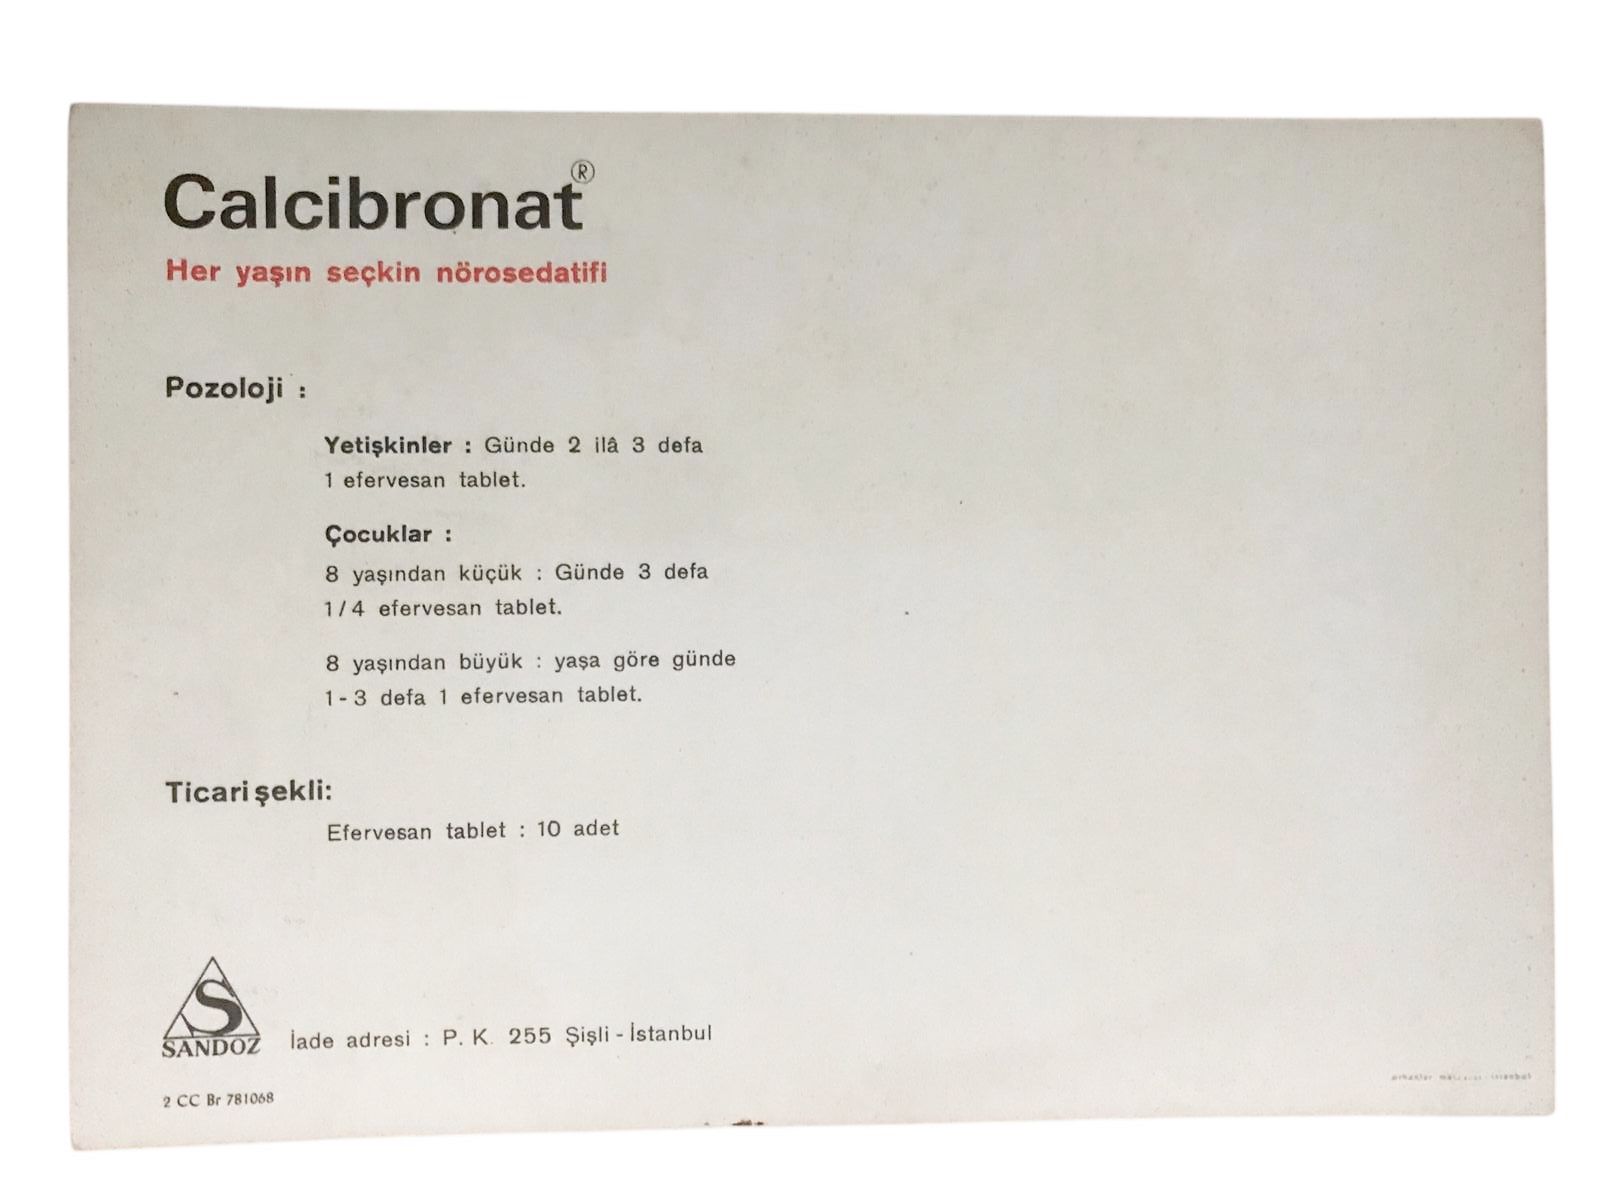 Calcibronat®
Her yaşın seçkin nörosedatifi
Pozoloji :
Yetişkinler : Günde 2 ilâ 3 defa
1 efervesan tablet.
Çocuklar :
8 yaşından küçük : Günde 3 defa
1/4 efervesan tablet.
8 yaşından büyük : yaşa göre günde
1-3 defa 1 efervesan tablet.
Ticari şekli:
Efervesan tablet : 10 adet
S
SANDOZ
İade adresi : P. K. 255 Şişli - İstanbul
2 CC Br 781068